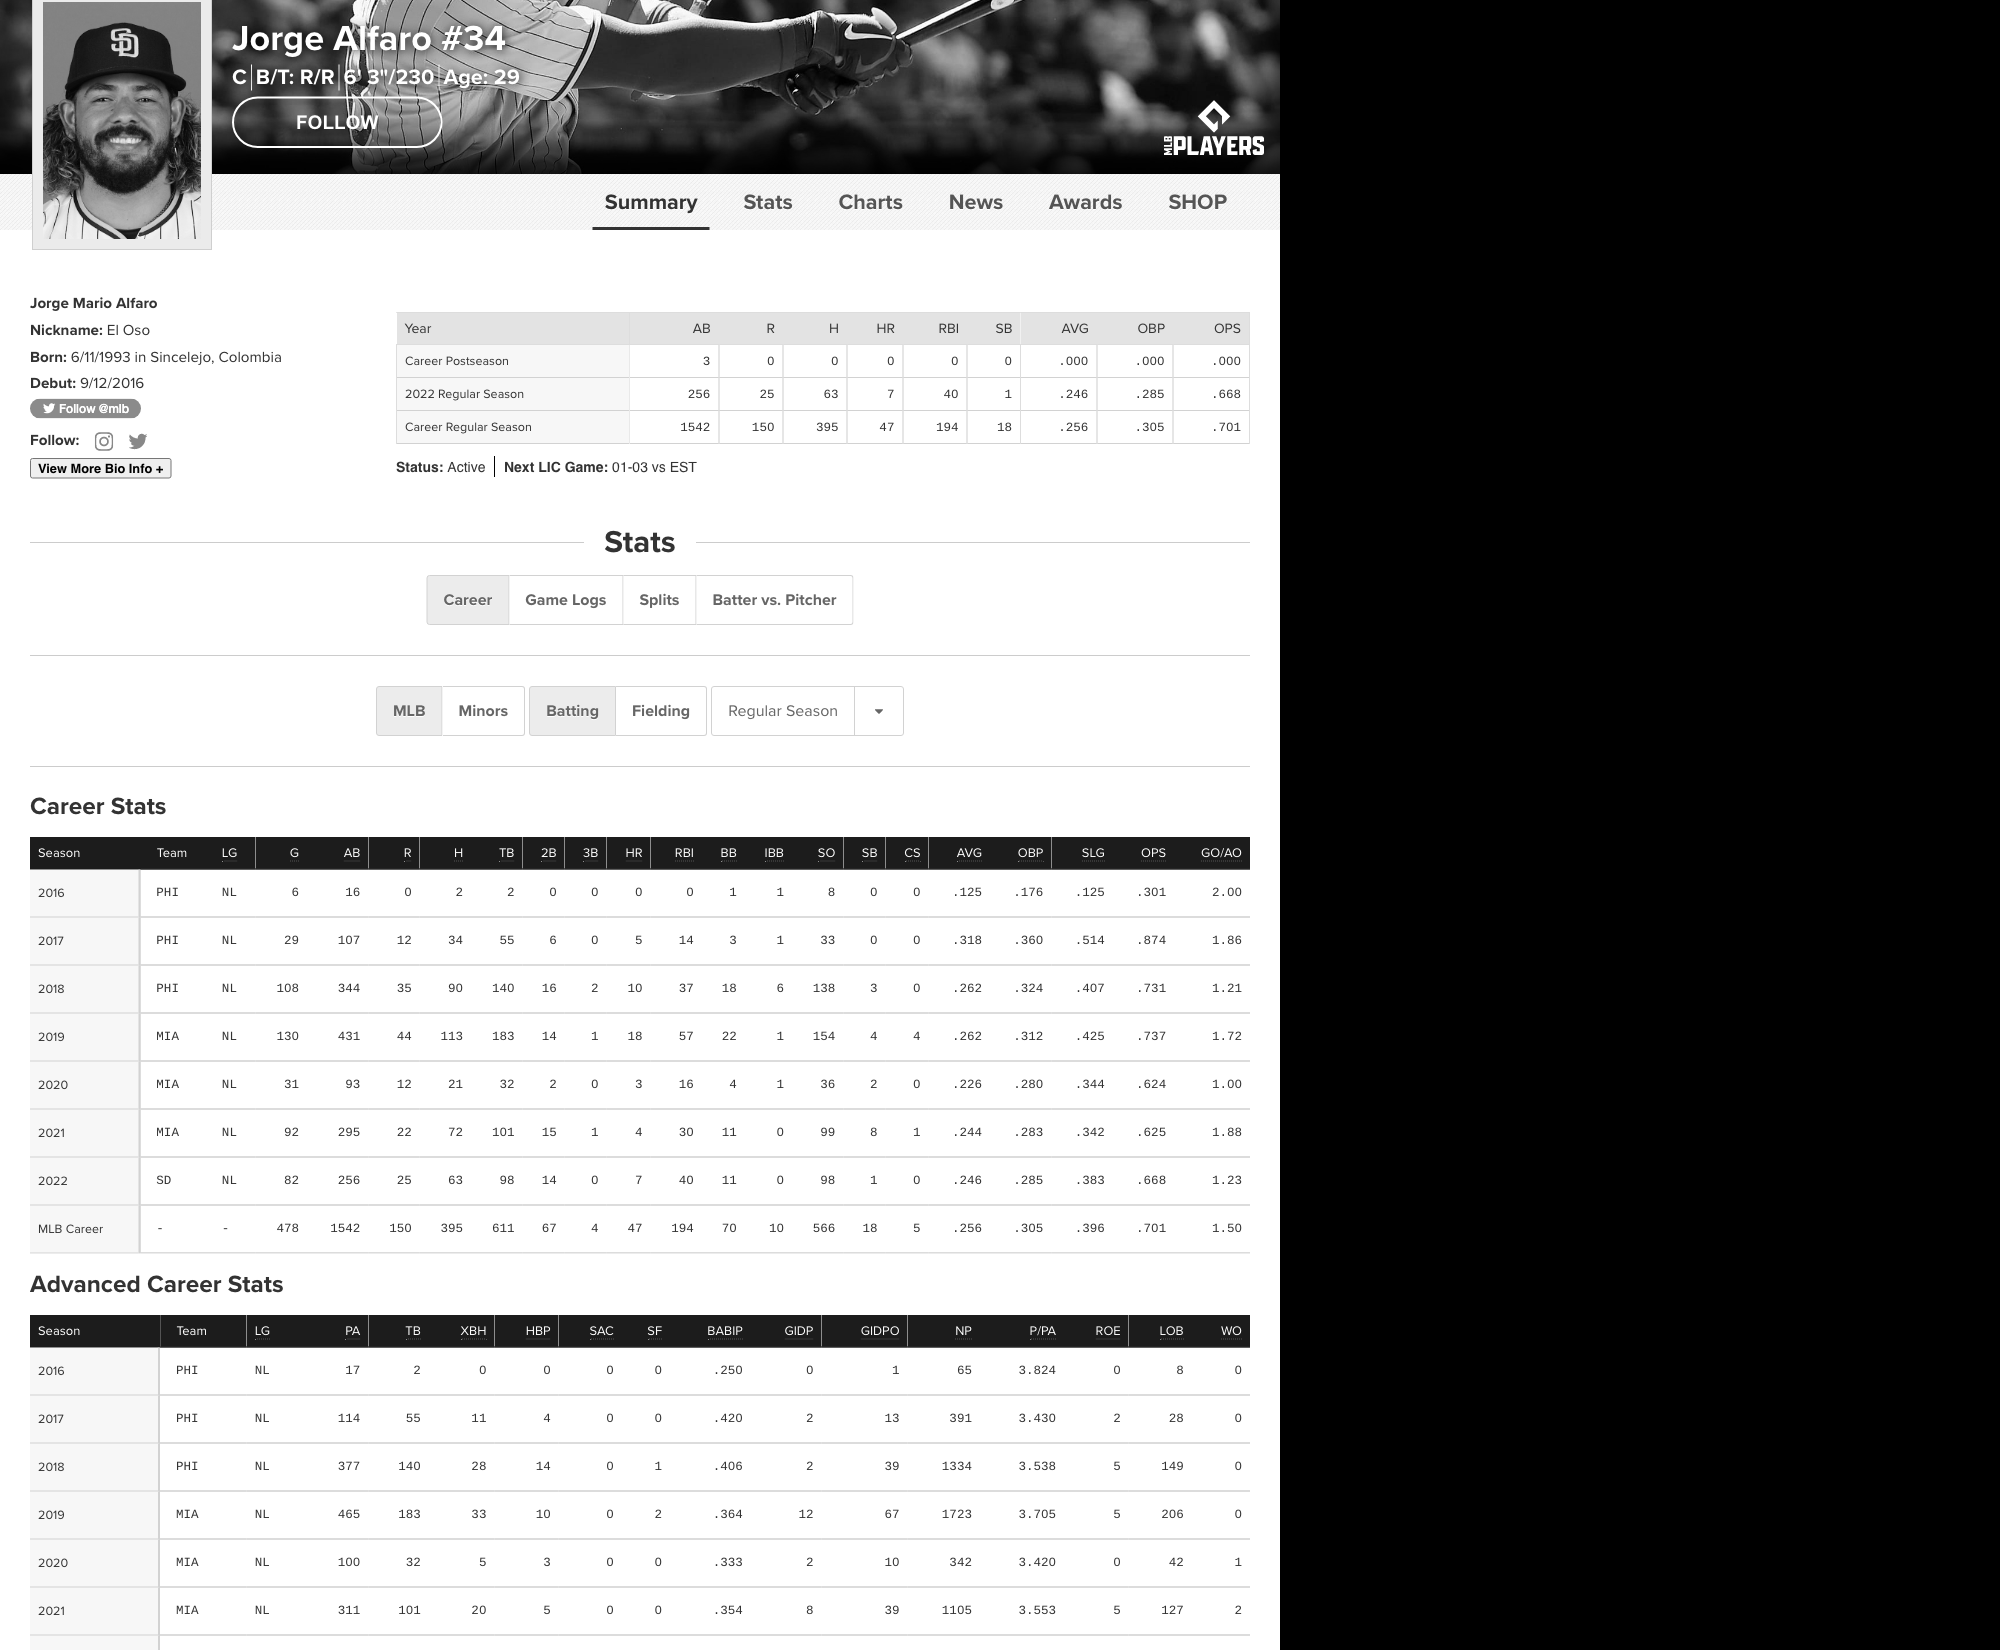 SD
Jorge Alfaro #34
C B/T: R/R 6' 3"/230 Age: 29
FOLLOW
MLB PLAYERS
Summary Stats Charts News Awards SHOP
Jorge Mario Alfaro
Nickname: El Oso
Born: 6/11/1993 in Sincelejo, Colombia
Debut: 9/12/2016
Follow @mlb
Follow:
View More Bio Info +
Year AB R H HR RBI SB AVG OBP OPS
Career Postseason 3 0 0 0 0 0 .000 .000 .000
2022 Regular Season 256 25 63 7 40 1 .246 .285 .668
Career Regular Season 1542 150 395 47 194 18 .256 .305 .701
Status: Active Next LIC Game: 01-03 vs EST
Stats
Career Game Logs Splits Batter vs. Pitcher
MLB Minors Batting Fielding Regular Season
Career Stats
Season Team LG G AB R H TB 2B 3B HR RBI BB IBB SO SB CS AVG OBP SLG OPS GO/AO
2016 PHI NL 6 16 0 2 2 0 0 0 0 1 1 8 0 0 .125 .176 .125 .301 2.00
2017 PHI NL 29 107 12 34 55 6 0 5 14 3 1 33 0 0 .318 .360 .514 .874 1.86
2018 PHI NL 108 344 35 90 140 16 2 10 37 18 6 138 3 0 .262 .324 .407 .731 1.21
2019 MIA NL 130 431 44 113 183 14 1 18 57 22 1 154 4 4 .262 .312 .425 .737 1.72
2020 MIA NL 31 93 12 21 32 2 0 3 16 4 1 36 2 0 .226 .280 .344 .624 1.00
2021 MIA NL 92 295 22 72 101 15 1 4 30 11 0 99 8 1 .244 .283 .342 .625 1.88
2022 SD NL 82 256 25 63 98 14 0 7 40 11 0 98 1 0 .246 .285 .383 .668 1.23
MLB Career - - 478 1542 150 395 611 67 4 47 194 70 10 566 18 5 .256 .305 .396 .701 1.50
Advanced Career Stats
Season Team LG PA TB XBH HBP SAC SF BABIP GIDP GIDPO NP P/PA ROE LOB WO
2016 PHI NL 17 2 0 0 0 0 .250 0 1 65 3.824 0 8 0
2017 PHI NL 114 55 11 4 0 0 .420 2 13 391 3.430 2 28 0
2018 PHI NL 377 140 28 14 0 1 .406 2 39 1334 3.538 5 149 0
2019 MIA NL 465 183 33 10 0 2 .364 12 67 1723 3.705 5 206 0
2020 MIA NL 100 32 5 3 0 0 .333 2 10 342 3.420 0 42 1
2021 MIA NL 311 101 20 5 0 0 .354 8 39 1105 3.553 5 127 2